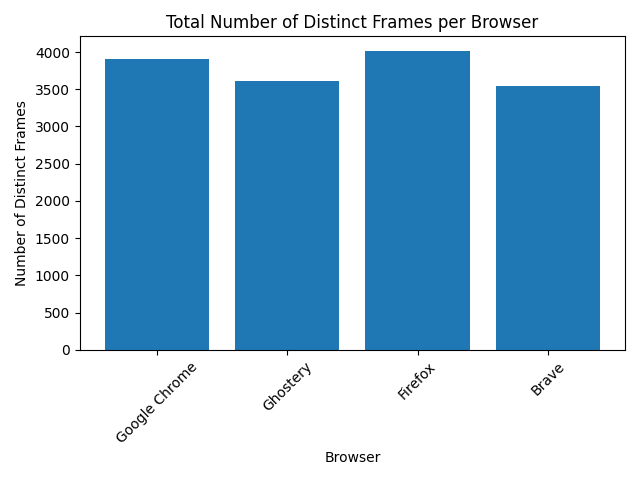 Total Number of Distinct Frames per Browser
Number of Distinct Frames
4000
3500
3000
2500
2000
1500
1000
500
0
Google Chrome
Ghostery
Firefox
Brave
Browser